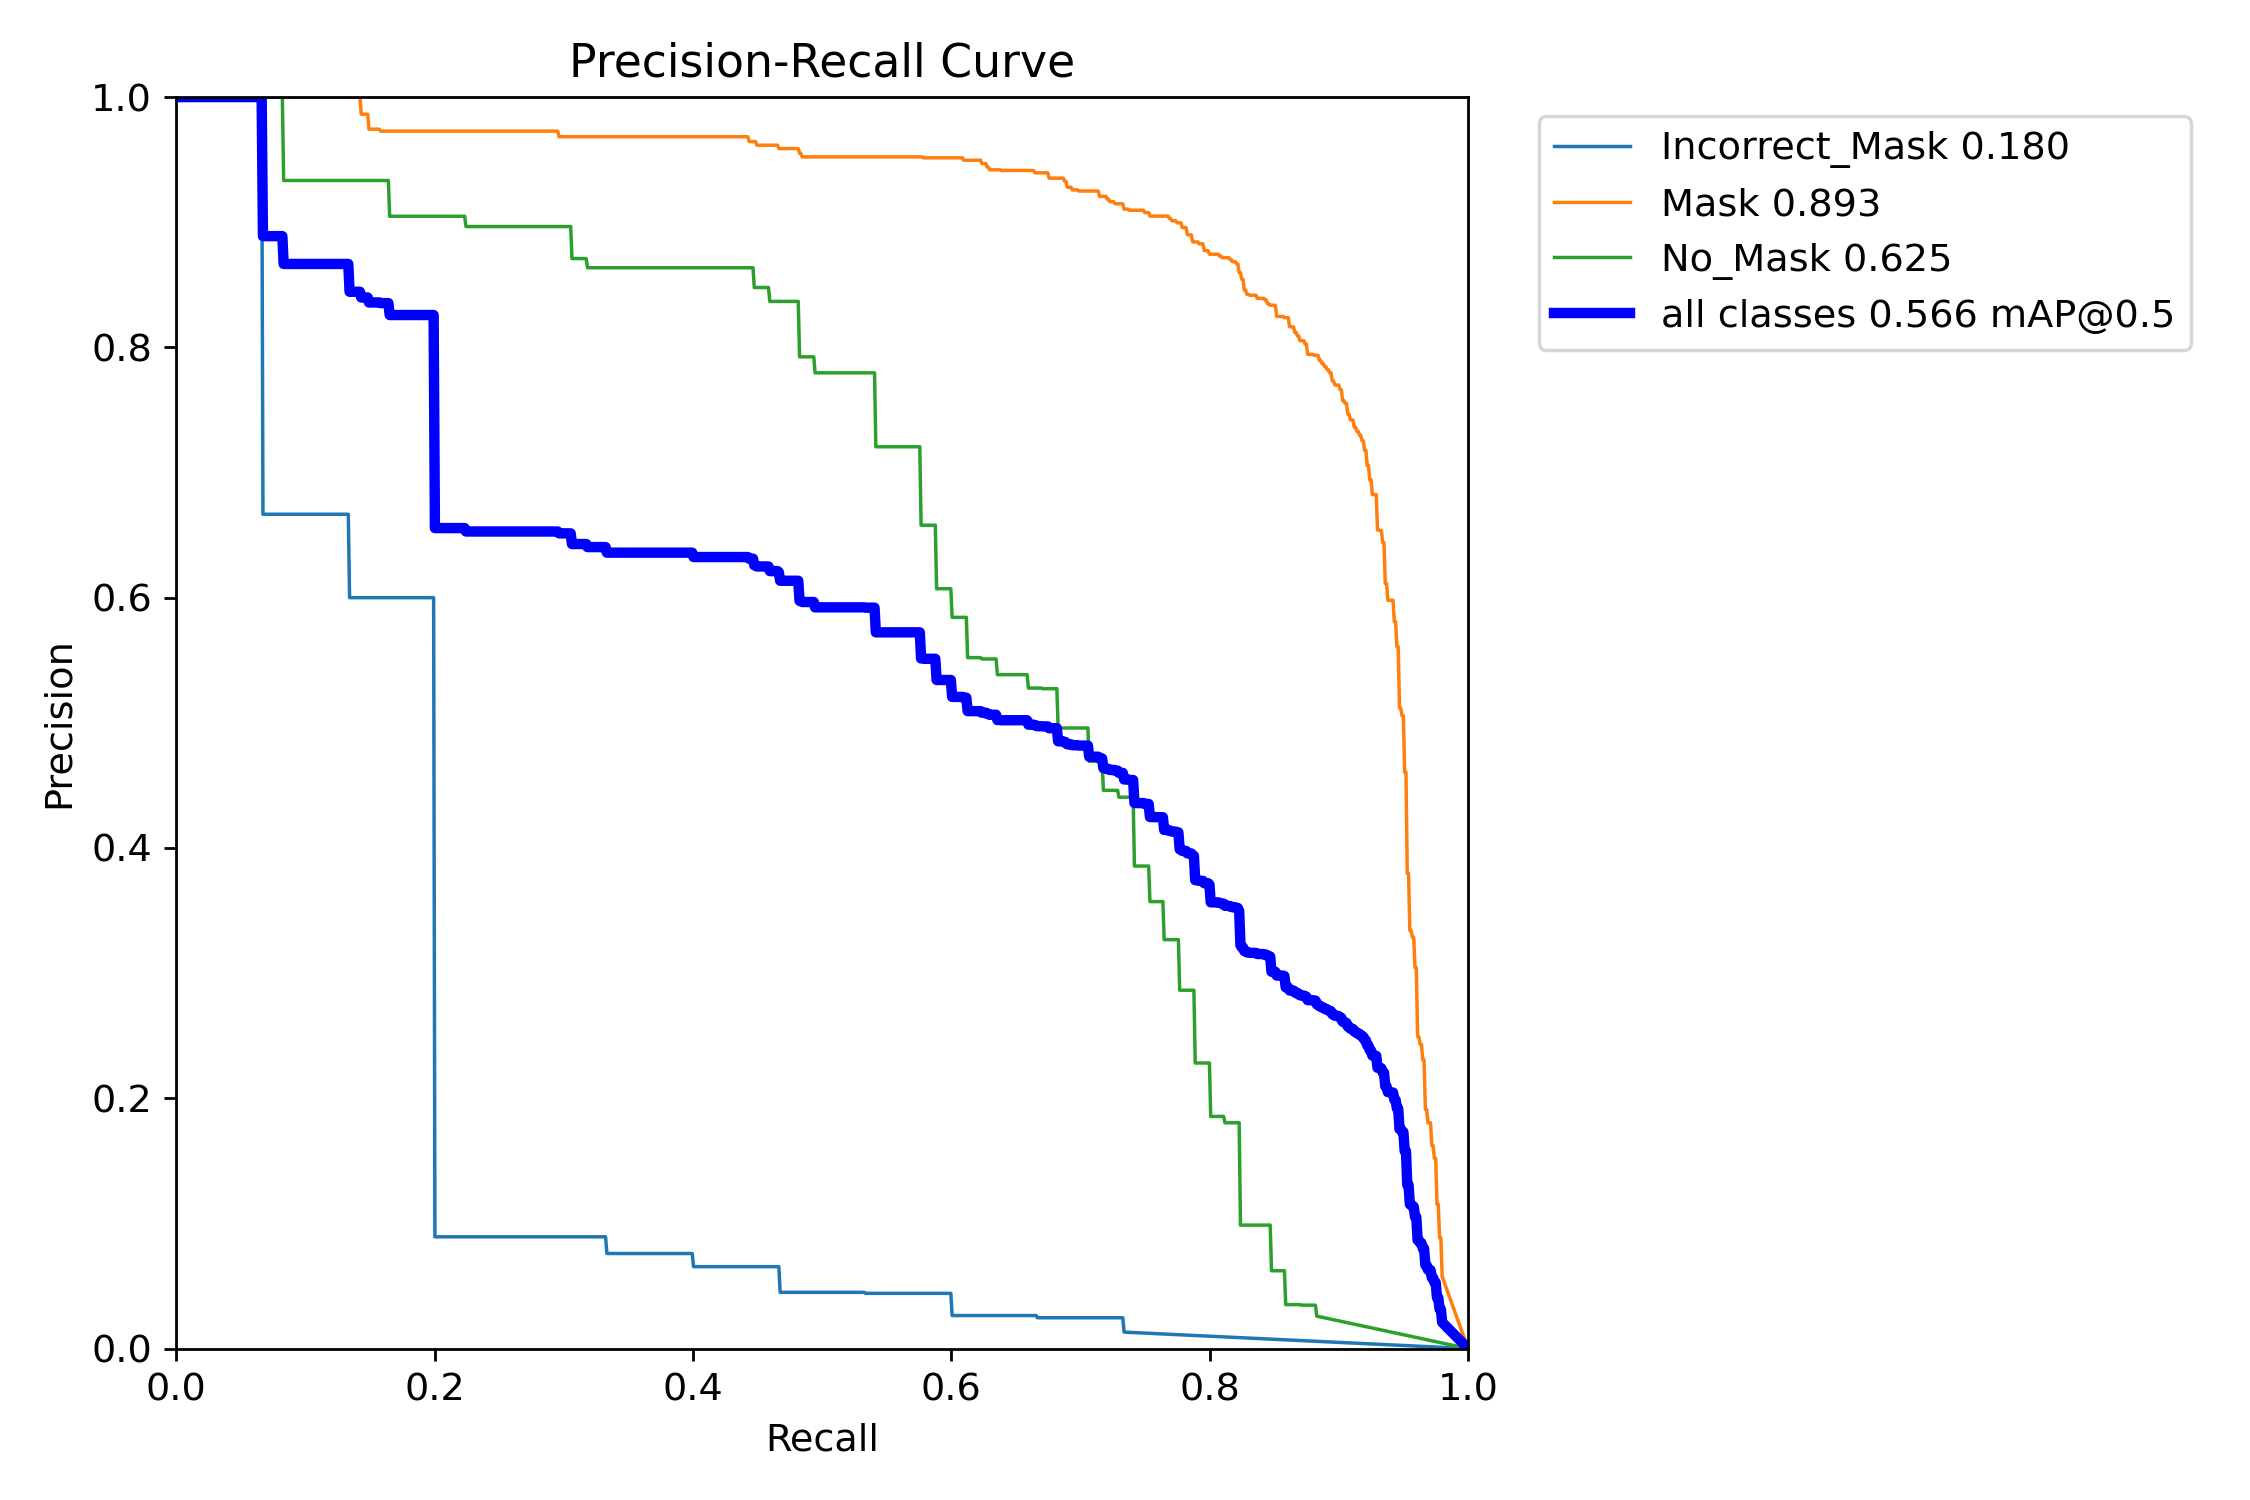 Precision-Recall Curve
1.0
0.8
0.6
0.4
0.2
0.0
Precision
0.0 0.2 0.4 0.6 0.8 1.0
Recall
Incorrect_Mask 0.180
Mask 0.893
No_Mask 0.625
all classes 0.566 mAP@0.5